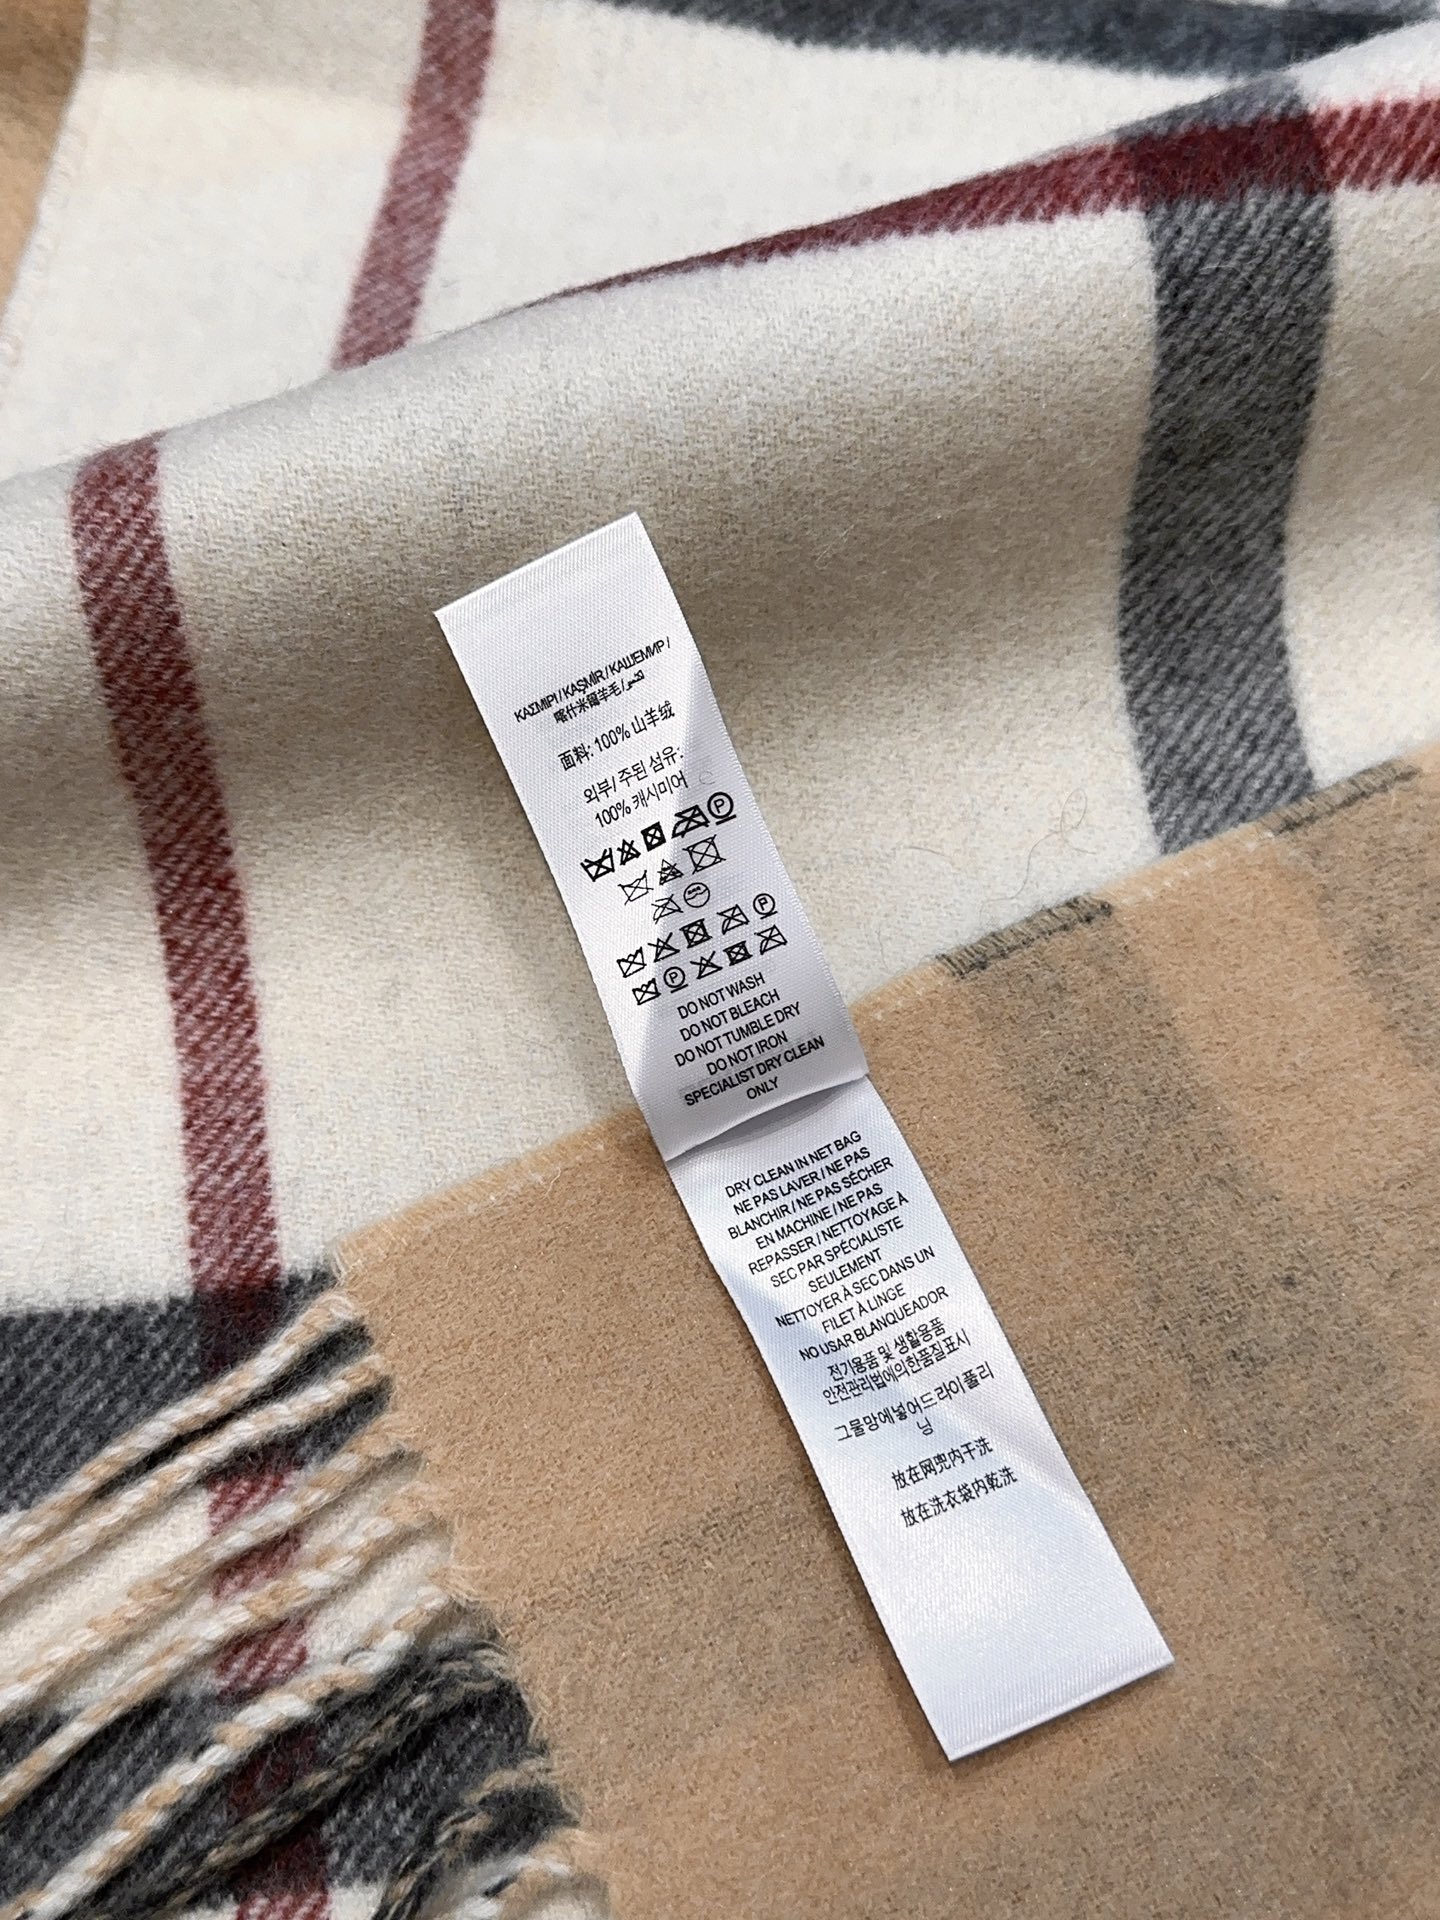 ΚΑΣΜΙΡΙ / KAŞMİR / КАШЕМИР /
喀什米爾羊毛 / كشمير
面料: 100% 山羊绒
외부/ 주된 섬유:
100% 캐시미어
DO NOT WASH
DO NOT BLEACH
DO NOT TUMBLE DRY
DO NOT IRON
SPECIALIST DRY CLEAN
ONLY
DRY CLEAN IN NET BAG
NE PAS LAVER / NE PAS
BLANCHIR / NE PAS SÉCHER
EN MACHINE / NE PAS
REPASSER / NETTOYAGE À
SEC PAR SPÉCIALISTE
SEULEMENT
NETTOYER À SEC DANS UN
FILET À LINGE
NO USAR BLANQUEADOR
전기용품 및 생활용품
안전관리법에의한품질표시
그물망에넣어드라이클리
닝
放在网兜内干洗
放在洗衣袋内乾洗